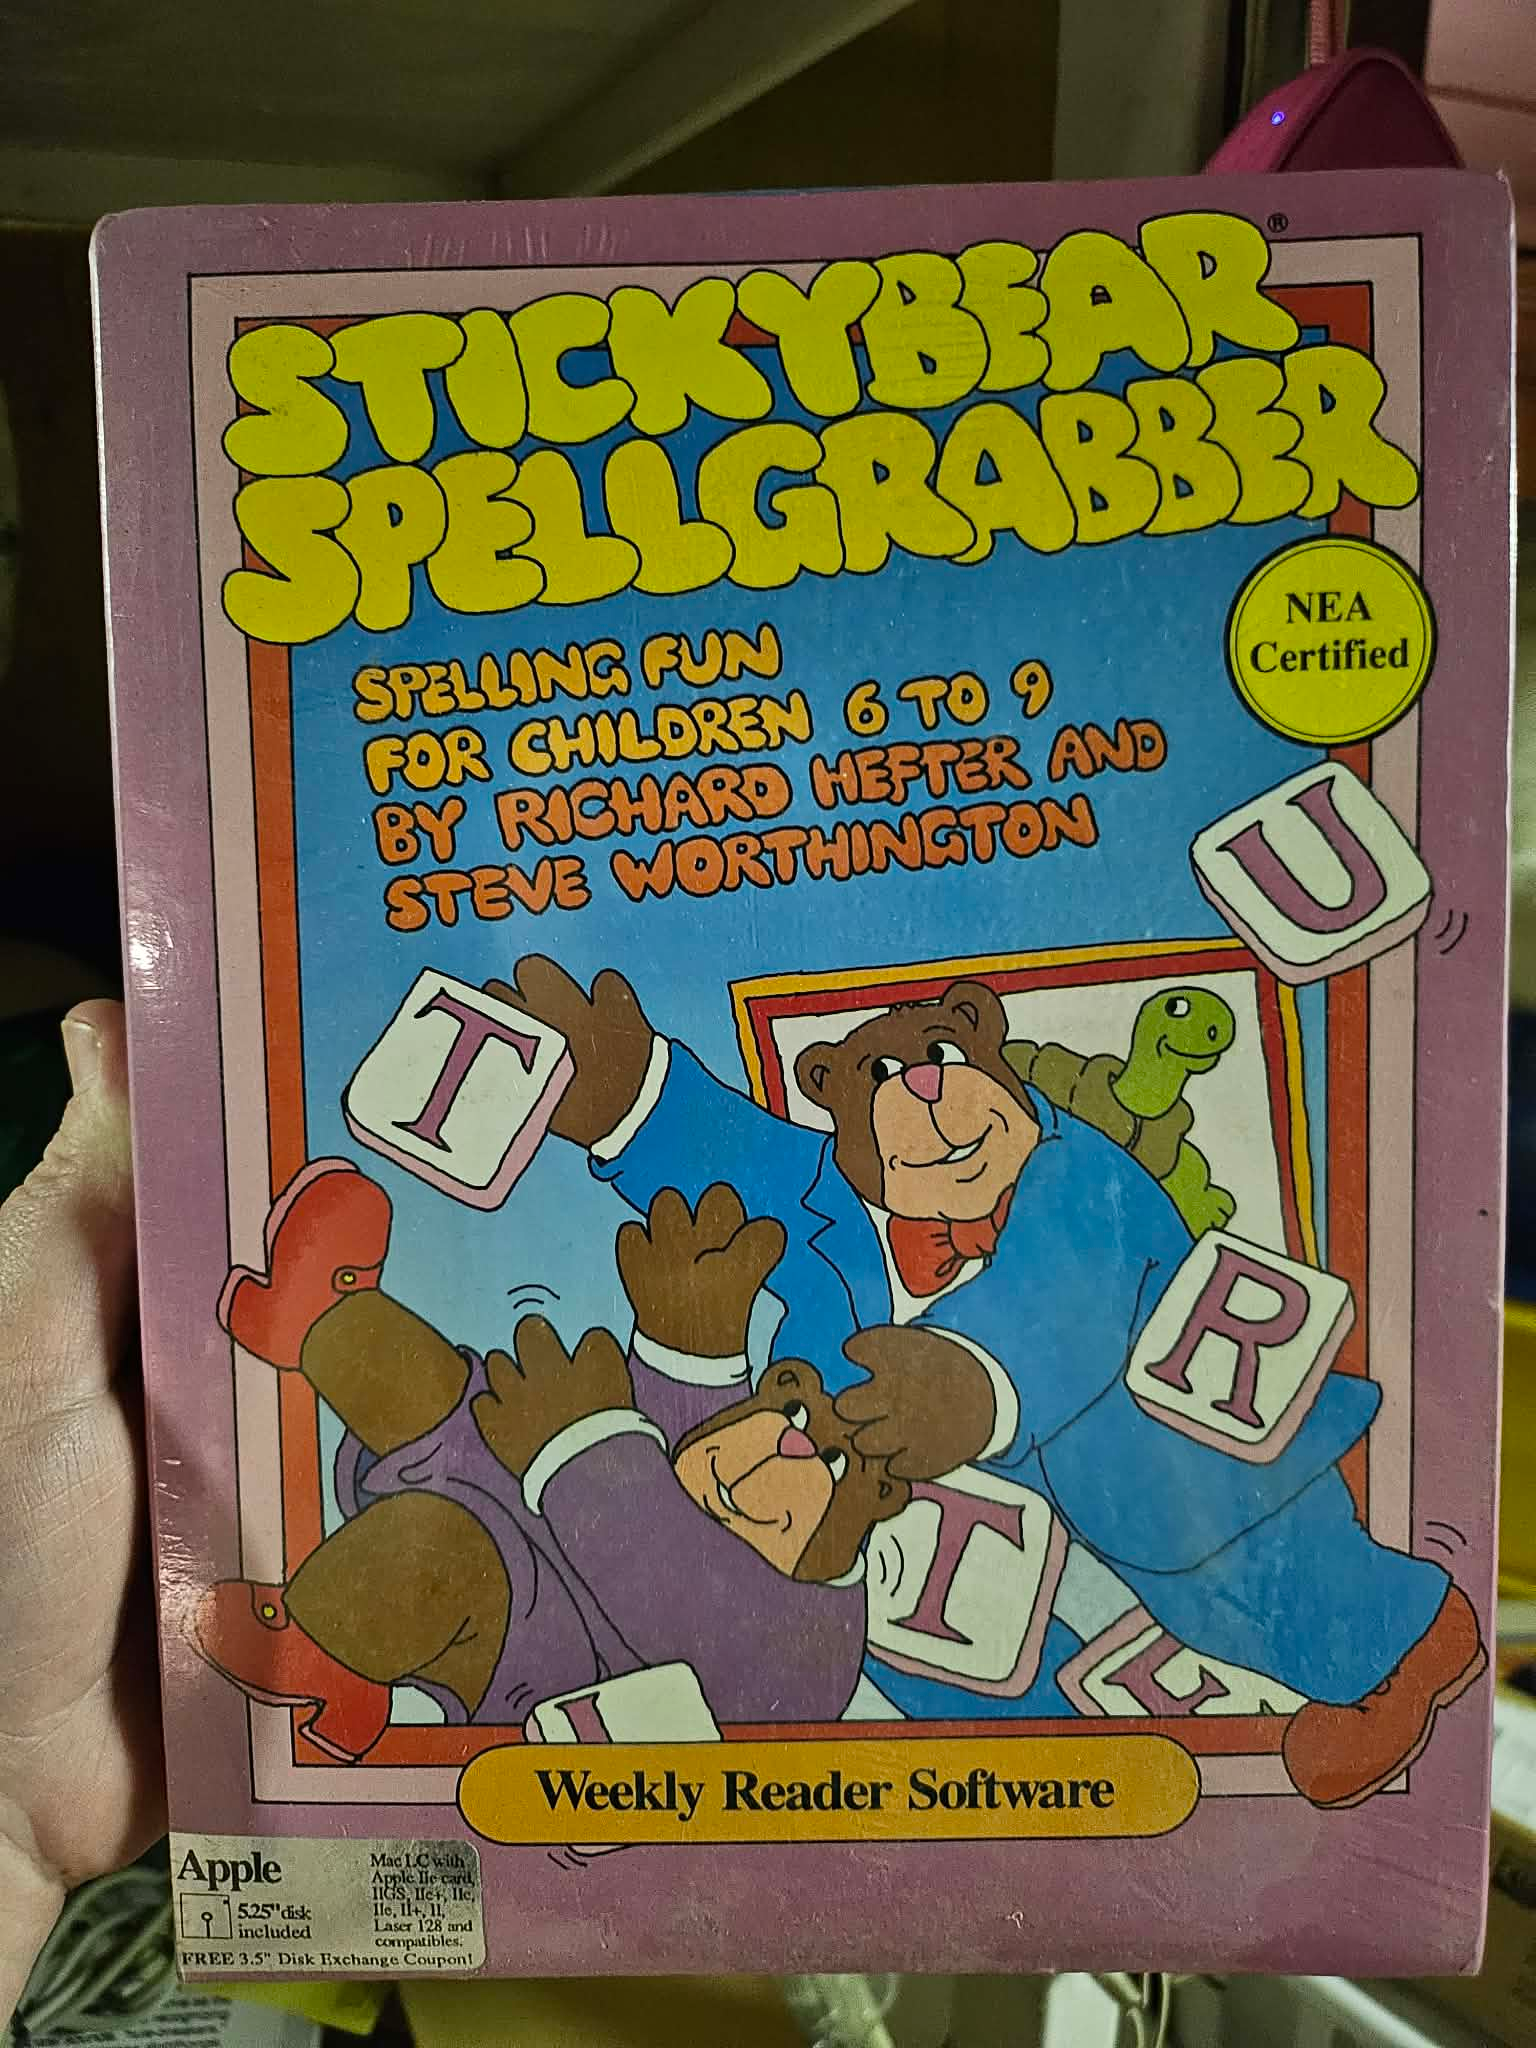 STICKYBEAR®
SPELLGRABBER
NEA
Certified
SPELLING FUN
FOR CHILDREN 6 TO 9
BY RICHARD HEFTER AND
STEVE WORTHINGTON
U
T
R
T
L
Weekly Reader Software
Apple
5.25" disk
included
Mac LC with
Apple IIe card,
IIGS, IIc+, IIc,
IIe, II+, II,
Laser 128 and
compatibles.
FREE 3.5" Disk Exchange Coupon!